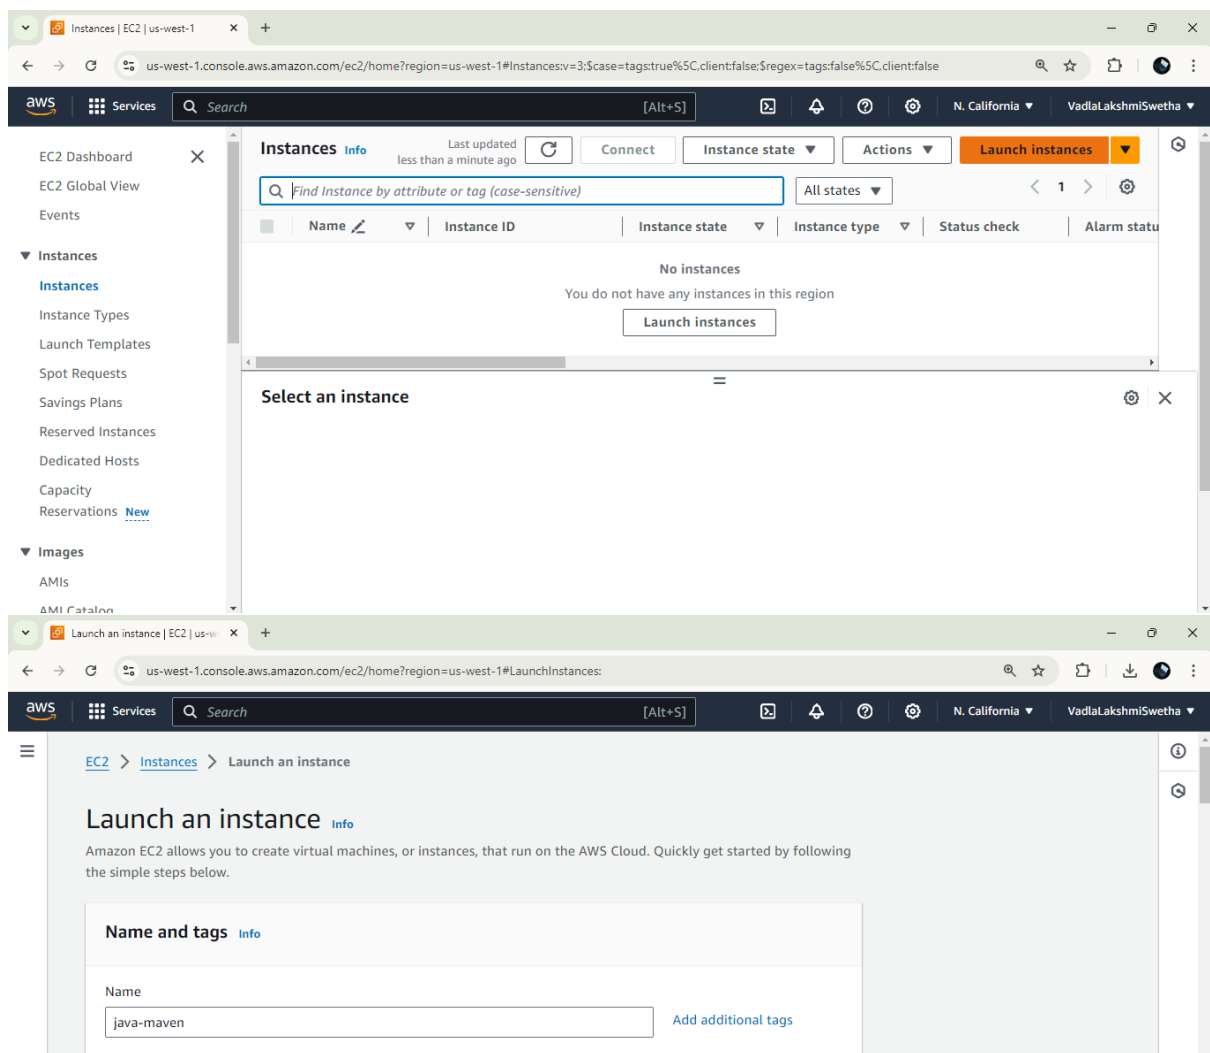 Instances | EC2 | us-west-1
us-west-1.console.aws.amazon.com/ec2/home?region=us-west-1#Instances:v=3;$case=tags:true%5C,client:false;$regex=tags:false%5C,client:false
aws Services Search [Alt+S] N. California VadlaLakshmiSwetha
EC2 Dashboard
EC2 Global View
Events
Instances
Instances
Instance Types
Launch Templates
Spot Requests
Savings Plans
Reserved Instances
Dedicated Hosts
Capacity
Reservations New
Images
AMIs
AMI Catalog
Instances Info
Last updated
less than a minute ago
Connect Instance state Actions Launch instances
Find Instance by attribute or tag (case-sensitive) All states 1
Name Instance ID Instance state Instance type Status check Alarm statu
No instances
You do not have any instances in this region
Launch instances
Select an instance
Launch an instance | EC2 | us-w
us-west-1.console.aws.amazon.com/ec2/home?region=us-west-1#LaunchInstances:
aws Services Search [Alt+S] N. California VadlaLakshmiSwetha
EC2 Instances Launch an instance
Launch an instance Info
Amazon EC2 allows you to create virtual machines, or instances, that run on the AWS Cloud. Quickly get started by following
the simple steps below.
Name and tags Info
Name
java-maven Add additional tags